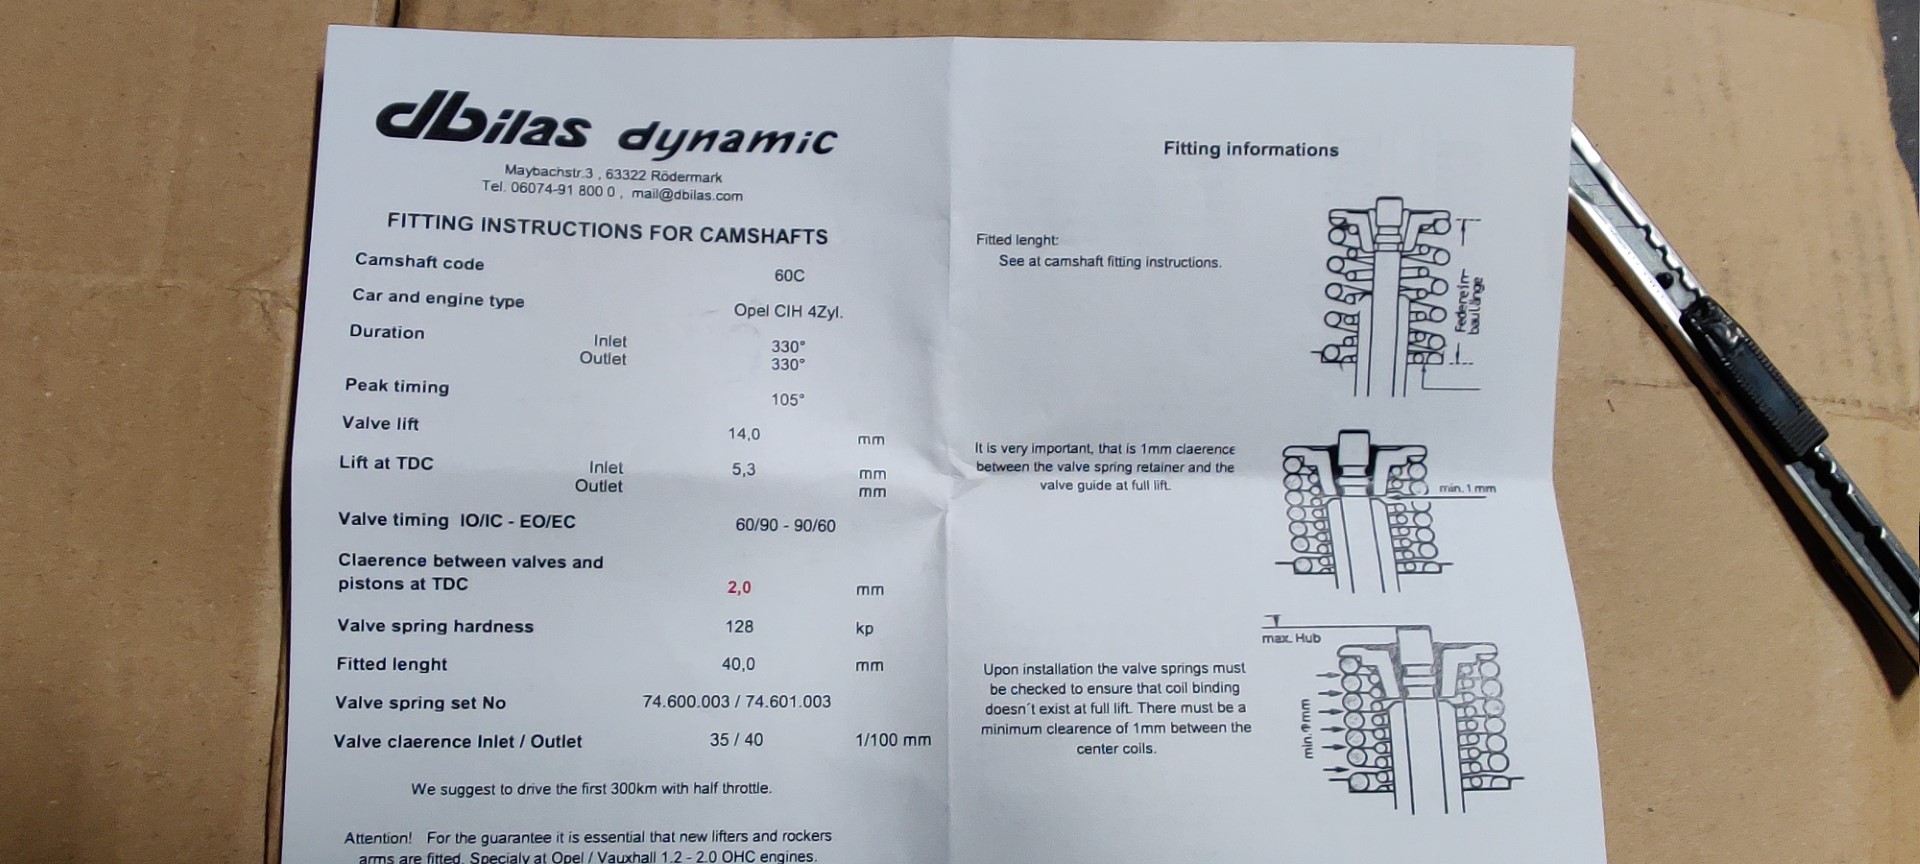 dbilas dynamic
Maybachstr.3 , 63322 Rödermark
Tel. 06074-91 800 0 , mail@dbilas.com
FITTING INSTRUCTIONS FOR CAMSHAFTS
Camshaft code 60C
Car and engine type Opel CIH 4Zyl.
Duration Inlet 330°
Outlet 330°
Peak timing 105°
Valve lift 14,0 mm
Lift at TDC Inlet 5,3 mm
Outlet mm
Valve timing IO/IC - EO/EC 60/90 - 90/60
Claerence between valves and
pistons at TDC 2,0 mm
Valve spring hardness 128 kp
Fitted lenght 40,0 mm
Valve spring set No 74.600.003 / 74.601.003
Valve claerence Inlet / Outlet 35 / 40 1/100 mm
We suggest to drive the first 300km with half throttle.
Attention! For the guarantee it is essential that new lifters and rockers
arms are fitted. Specialy at Opel / Vauxhall 1.2 - 2.0 OHC engines.
Fitting informations
Fitted lenght:
See at camshaft fitting instructions.
Federein-
baulänge
It is very important, that is 1mm claerence
between the valve spring retainer and the
valve guide at full lift.
min. 1 mm
max. Hub
Upon installation the valve springs must
be checked to ensure that coil binding
doesn´t exist at full lift. There must be a
minimum clearence of 1mm between the
center coils.
min. 1 mm